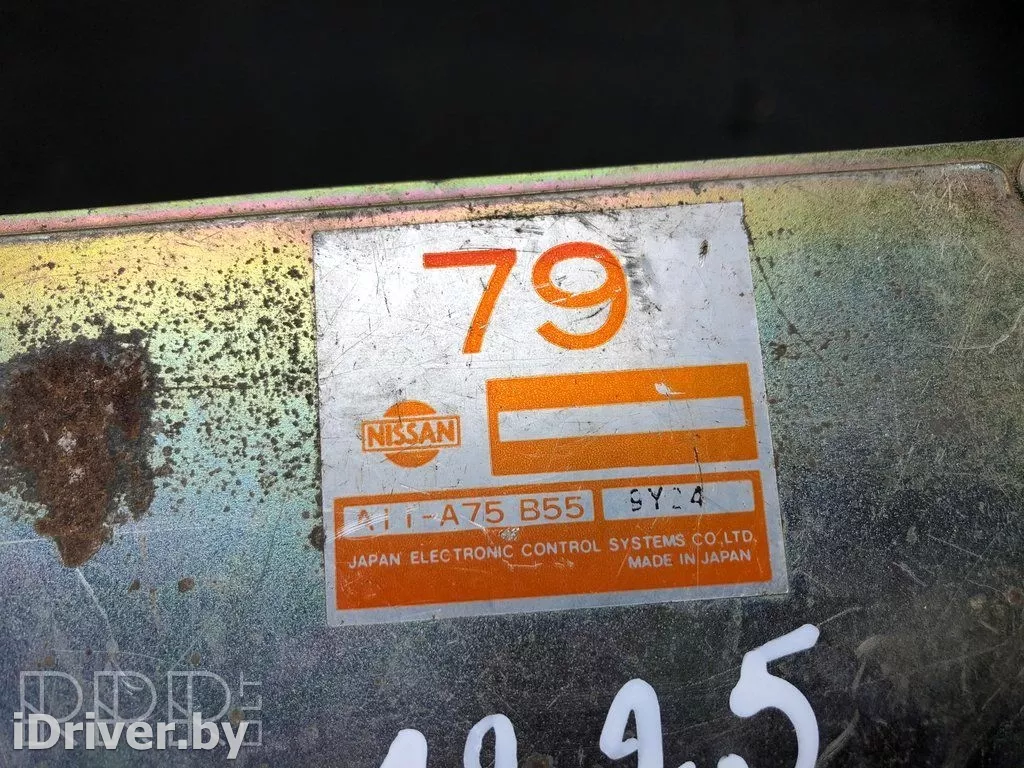 79
NISSAN
A11-A75 B55 9Y24
JAPAN ELECTRONIC CONTROL SYSTEMS CO.,LTD.
MADE IN JAPAN
iDriver.by